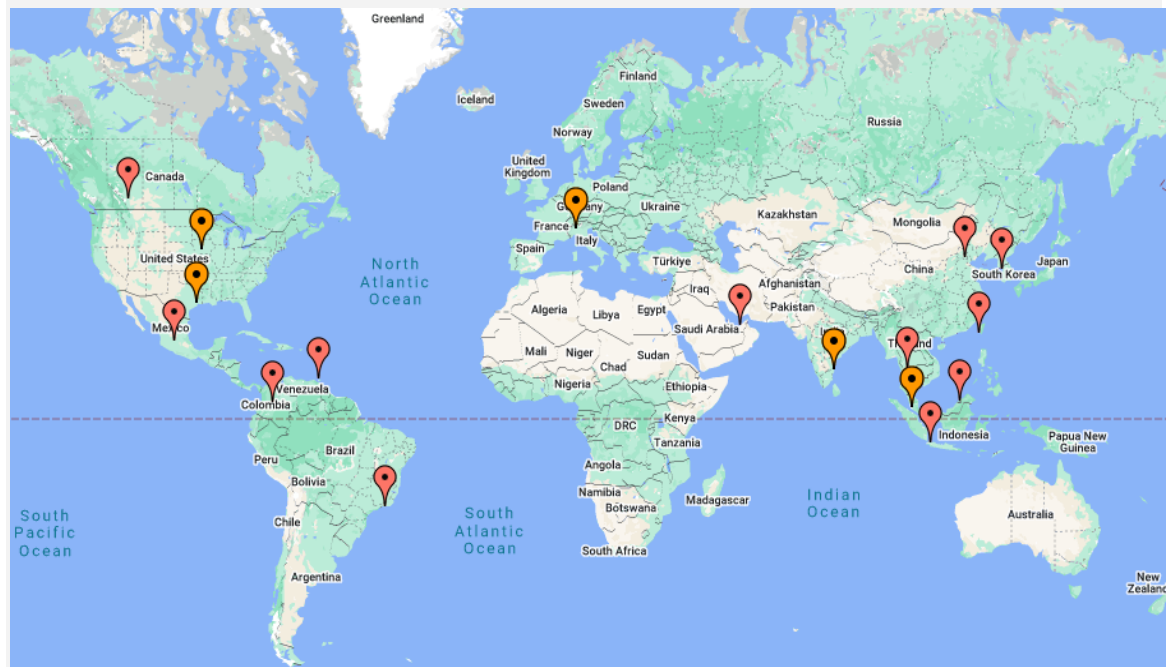 Greenland
Iceland
Finland
Sweden
Norway
Russia
United
Kingdom
Canada
Poland
Ukraine
France
Kazakhstan
Mongolia
Spain
Italy
United States
Türkiye
China
South Korea
Japan
North
Atlantic
Ocean
Iraq
Afghanistan
Pakistan
Algeria
Libya
Egypt
Saudi Arabia
Mexico
Mali
Niger
Chad
Sudan
Nigeria
Ethiopia
Venezuela
Colombia
DRC
Kenya
Tanzania
Indonesia
Papua New
Guinea
Peru
Brazil
Bolivia
Angola
Namibia
Botswana
Madagascar
Indian
Ocean
South
Pacific
Ocean
South
Atlantic
Ocean
Chile
Australia
South Africa
Argentina
New
Zealand